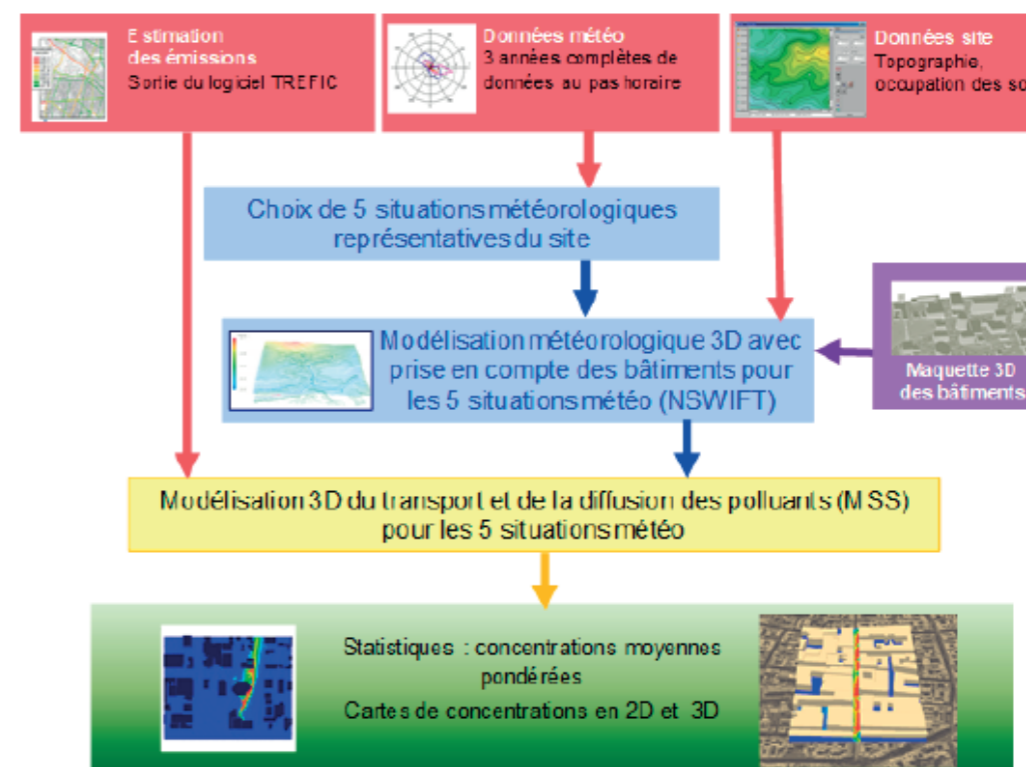 Estimation
des émissions
Sortie du logiciel TREFIC
Données météo
3 années complètes de
données au pas horaire
Données site
Topographie,
occupation des so
Choix de 5 situations météorologiques
représentatives du site
Modélisation météorologique 3D avec
prise en compte des bâtiments pour
les 5 situations météo (NSWIFT)
Maquette 3D
des bâtiments
Modélisation 3D du transport et de la diffusion des polluants (MSS)
pour les 5 situations météo
Statistiques : concentrations moyennes
pondérées
Cartes de concentrations en 2D et 3D